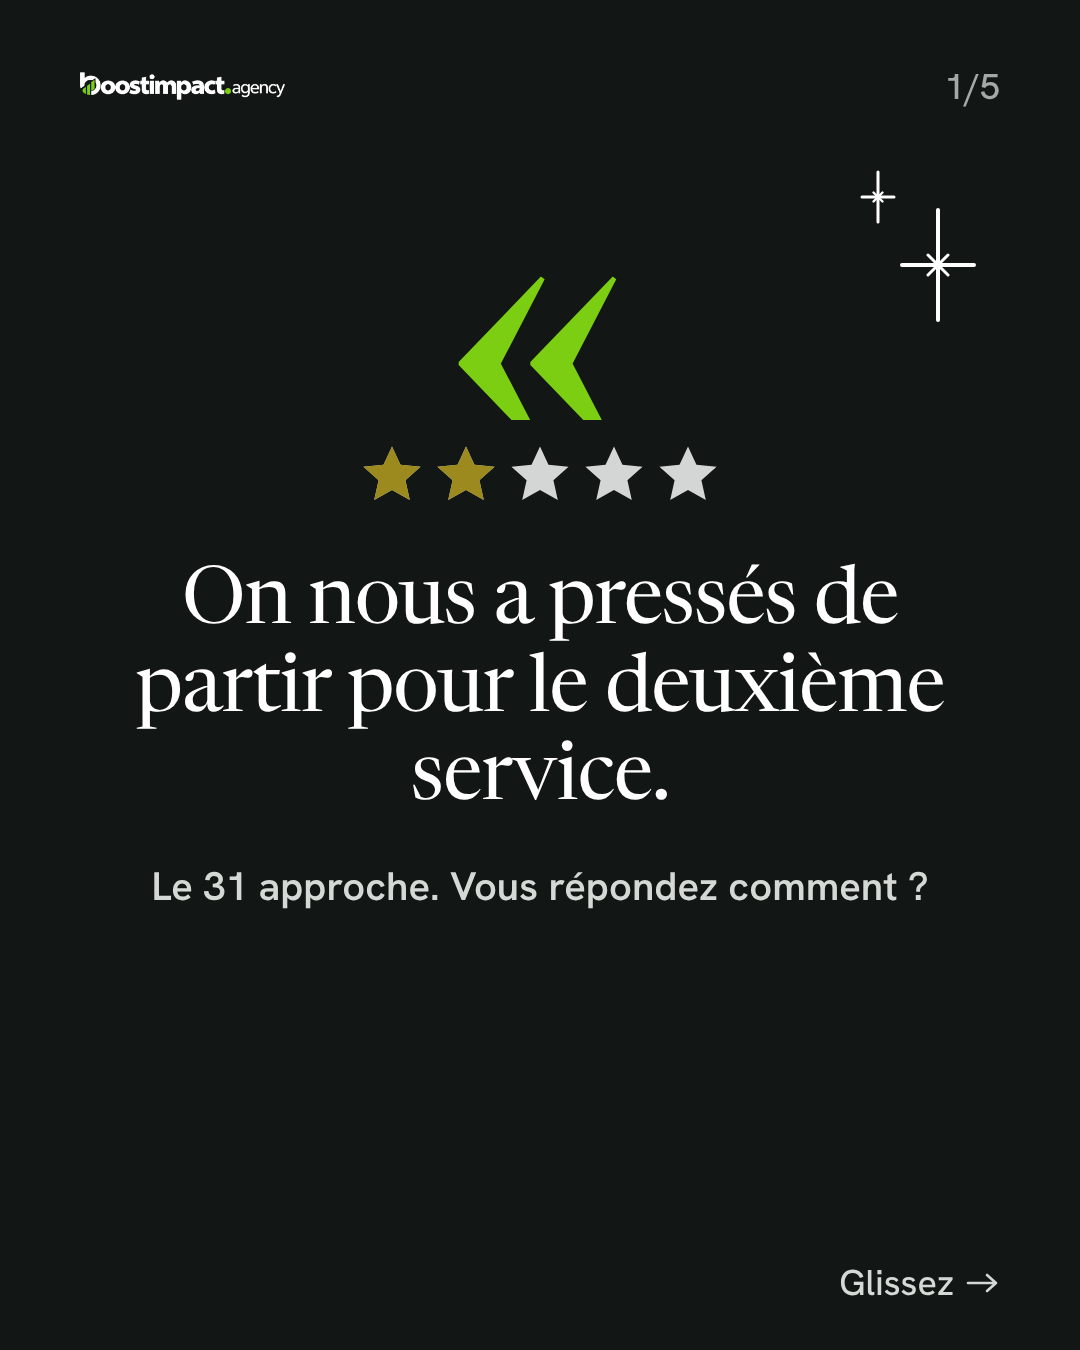 boostimpact.agency
1/5
«
On nous a pressés de
partir pour le deuxième
service.
Le 31 approche. Vous répondez comment ?
Glissez →